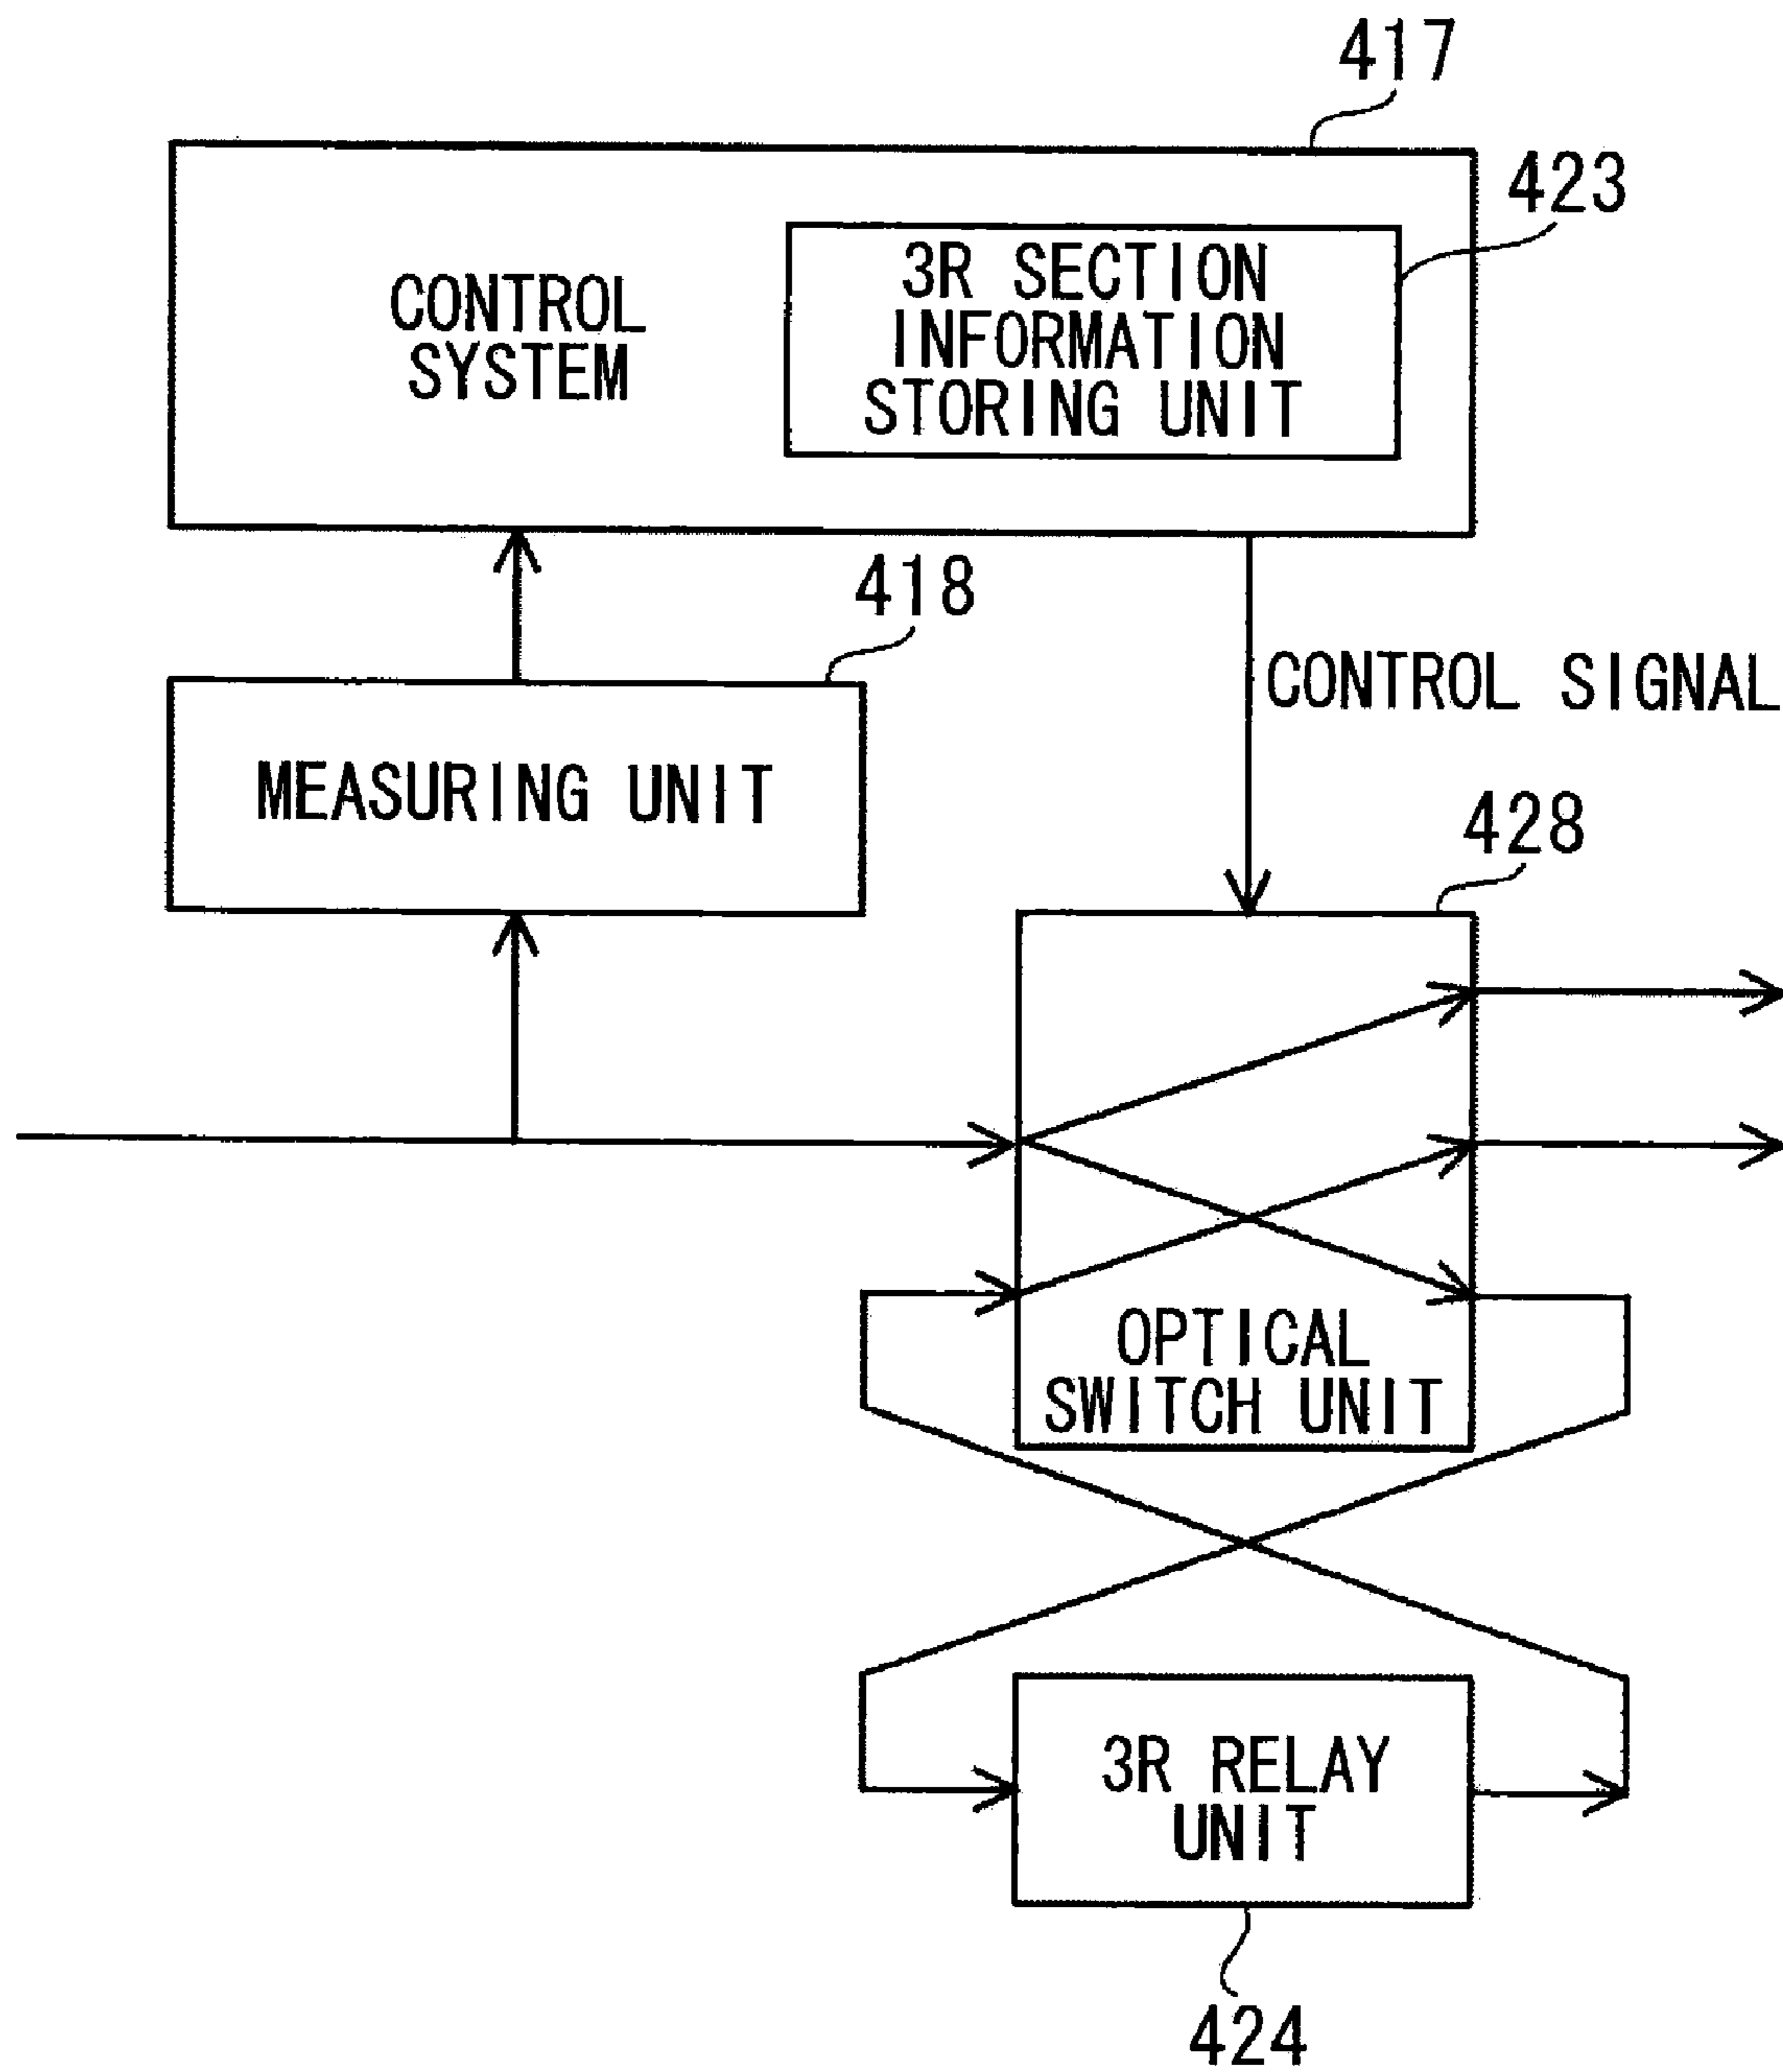 417
423
CONTROL
SYSTEM
3R SECTION
INFORMATION
STORING UNIT
418
CONTROL SIGNAL
MEASURING UNIT
428
OPTICAL
SWITCH UNIT
3R RELAY
UNIT
424